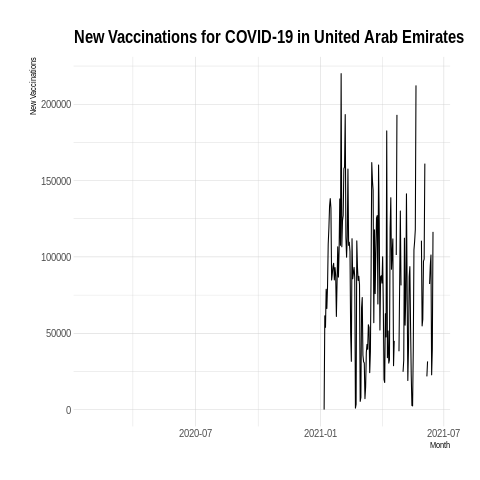 New Vaccinations for COVID-19 in United Arab Emirates
New Vaccinations
200000
150000
100000
50000
0
2020-07
2021-01
2021-07
Month